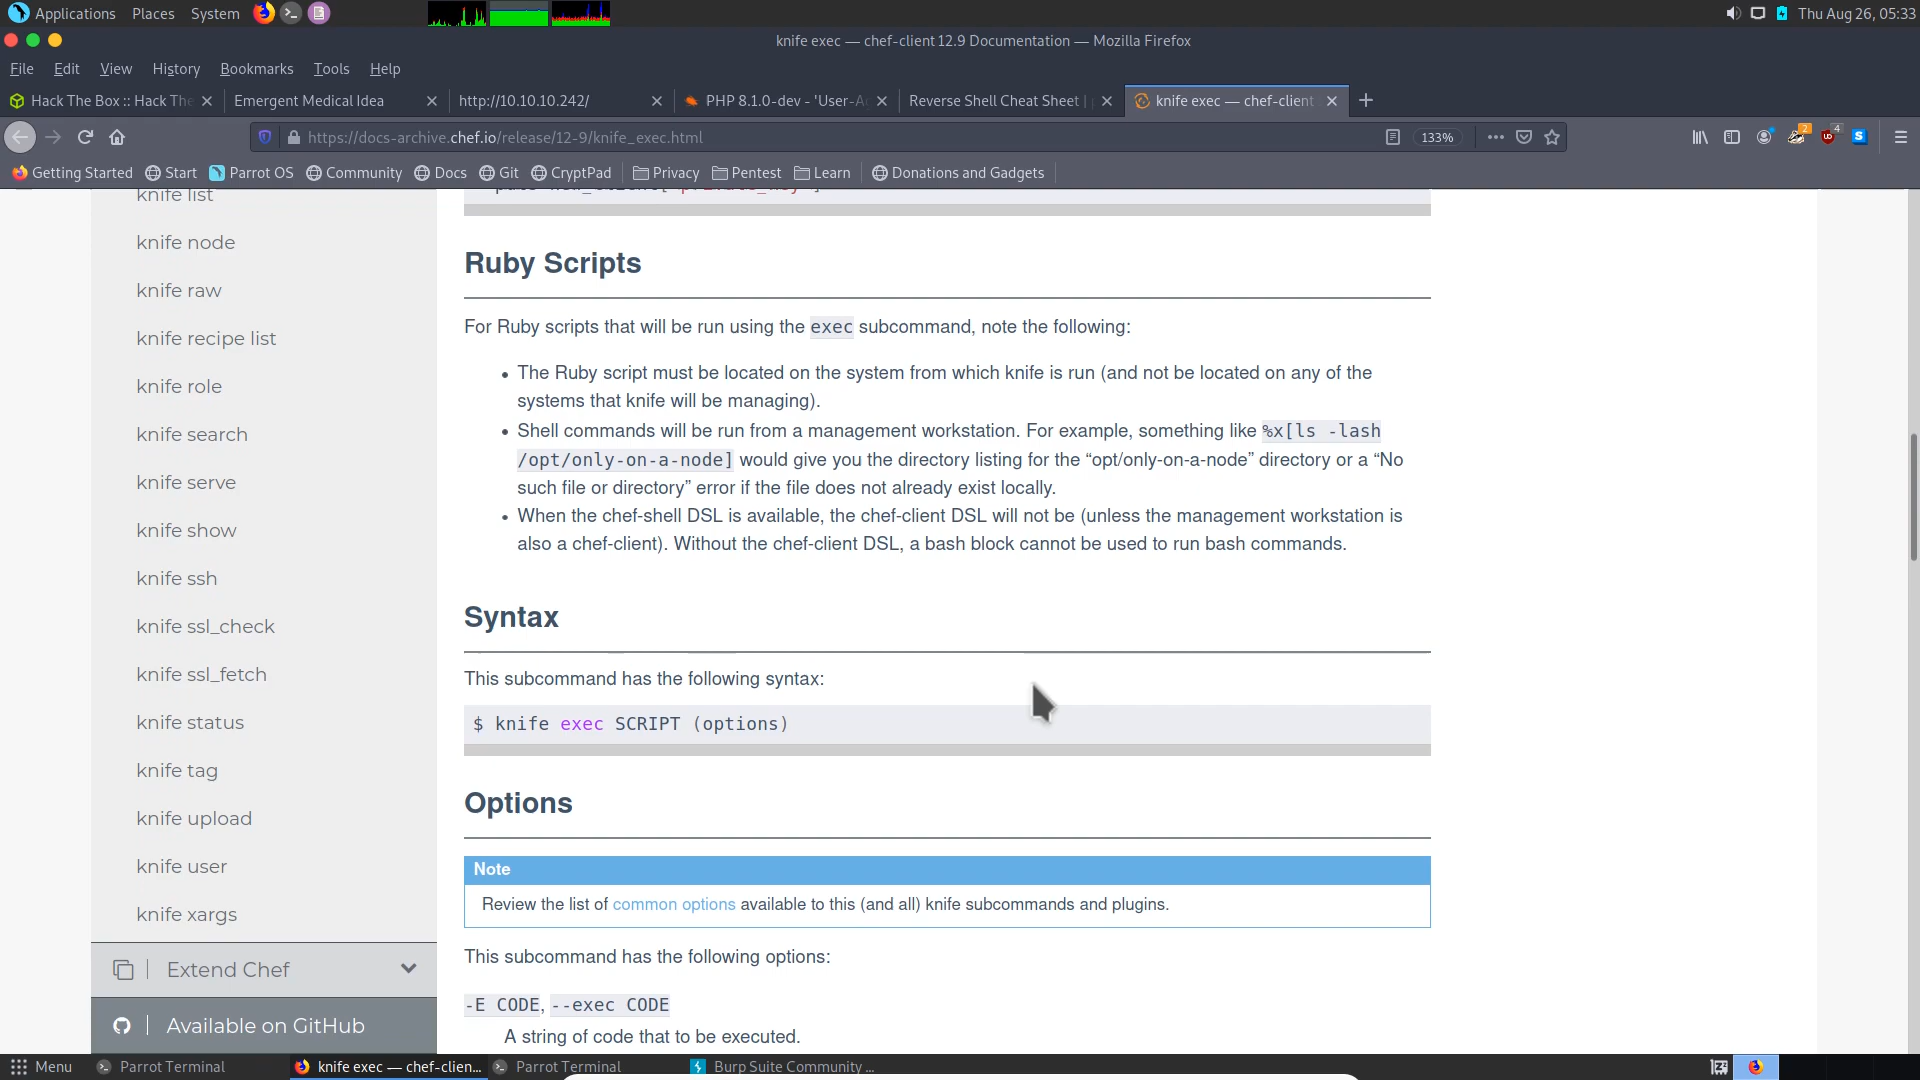 Applications Places System Thu Aug 26, 05:33
knife exec — chef-client 12.9 Documentation — Mozilla Firefox
File Edit View History Bookmarks Tools Help
Hack The Box :: Hack The Emergent Medical Idea http://10.10.10.242/ PHP 8.1.0-dev - 'User-A Reverse Shell Cheat Sheet | knife exec — chef-client
https://docs-archive.chef.io/release/12-9/knife_exec.html 133% 2 4 S
Getting Started Start Parrot OS Community Docs Git CryptPad Privacy Pentest Learn Donations and Gadgets
knife list
knife node
knife raw
knife recipe list
knife role
knife search
knife serve
knife show
knife ssh
knife ssl_check
knife ssl_fetch
knife status
knife tag
knife upload
knife user
knife xargs
Extend Chef
Available on GitHub
Ruby Scripts
For Ruby scripts that will be run using the exec subcommand, note the following:
• The Ruby script must be located on the system from which knife is run (and not be located on any of the
systems that knife will be managing).
• Shell commands will be run from a management workstation. For example, something like %x[ls -lash
/opt/only-on-a-node] would give you the directory listing for the “opt/only-on-a-node” directory or a “No
such file or directory” error if the file does not already exist locally.
• When the chef-shell DSL is available, the chef-client DSL will not be (unless the management workstation is
also a chef-client). Without the chef-client DSL, a bash block cannot be used to run bash commands.
Syntax
This subcommand has the following syntax:
$ knife exec SCRIPT (options)
Options
Note
Review the list of common options available to this (and all) knife subcommands and plugins.
This subcommand has the following options:
-E CODE, --exec CODE
A string of code that to be executed.
Menu Parrot Terminal knife exec — chef-clien... Parrot Terminal Burp Suite Community ...